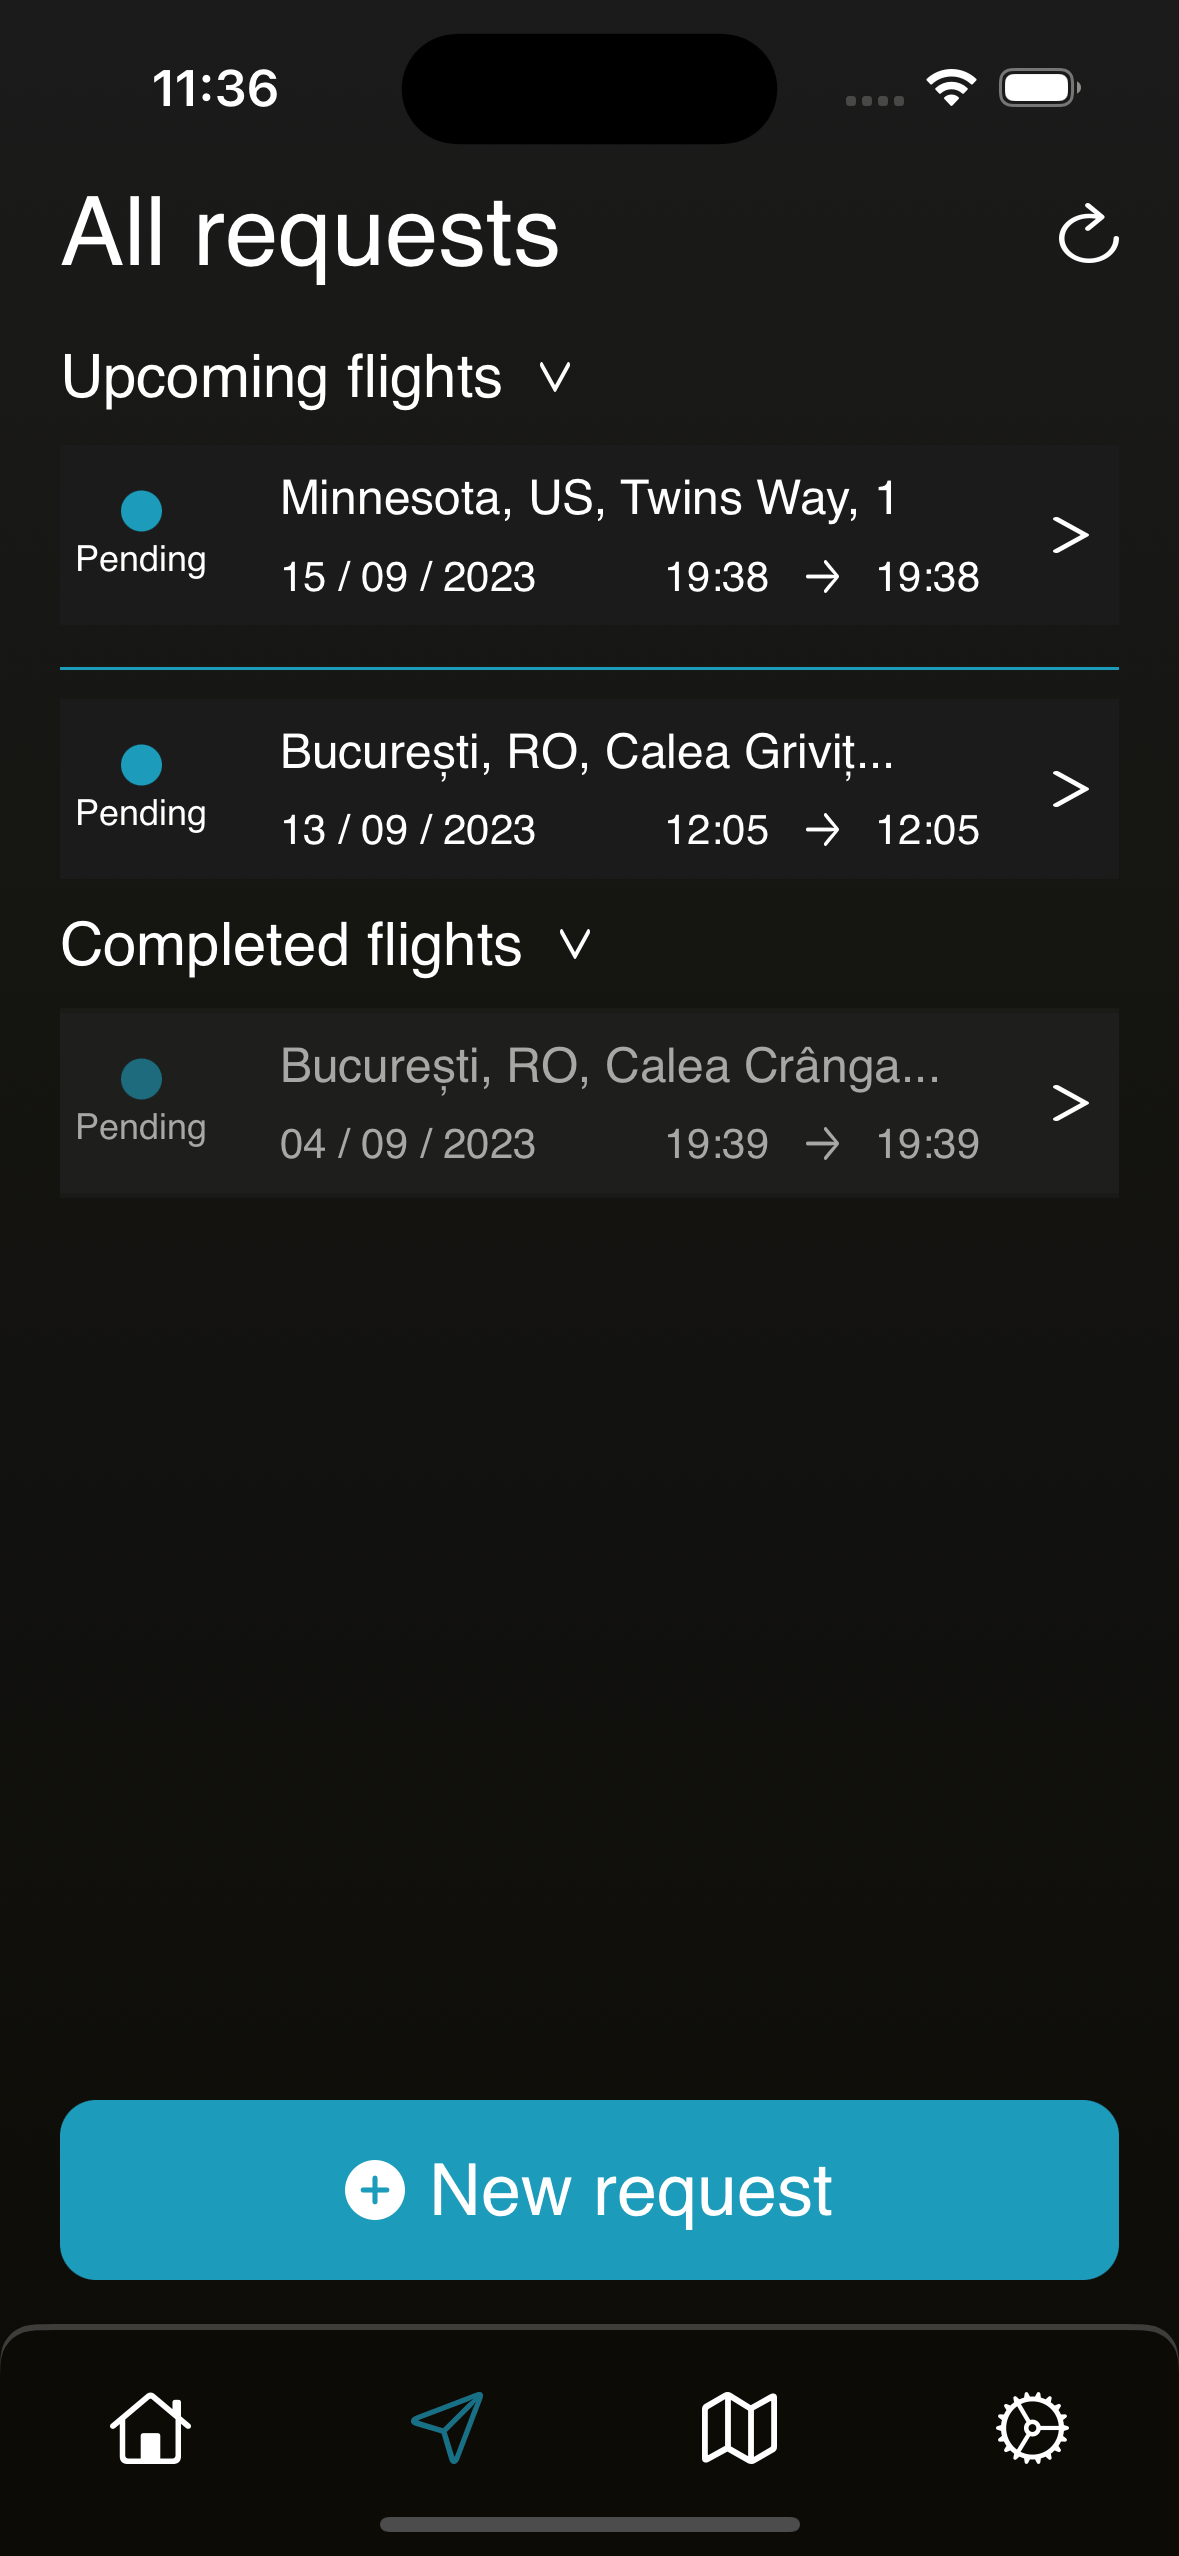 11:36
All requests
Upcoming flights
Minnesota, US, Twins Way, 1
Pending
15 / 09 / 2023 19:38 → 19:38
București, RO, Calea Griviț...
Pending
13 / 09 / 2023 12:05 → 12:05
Completed flights
București, RO, Calea Crânga...
Pending
04 / 09 / 2023 19:39 → 19:39
New request